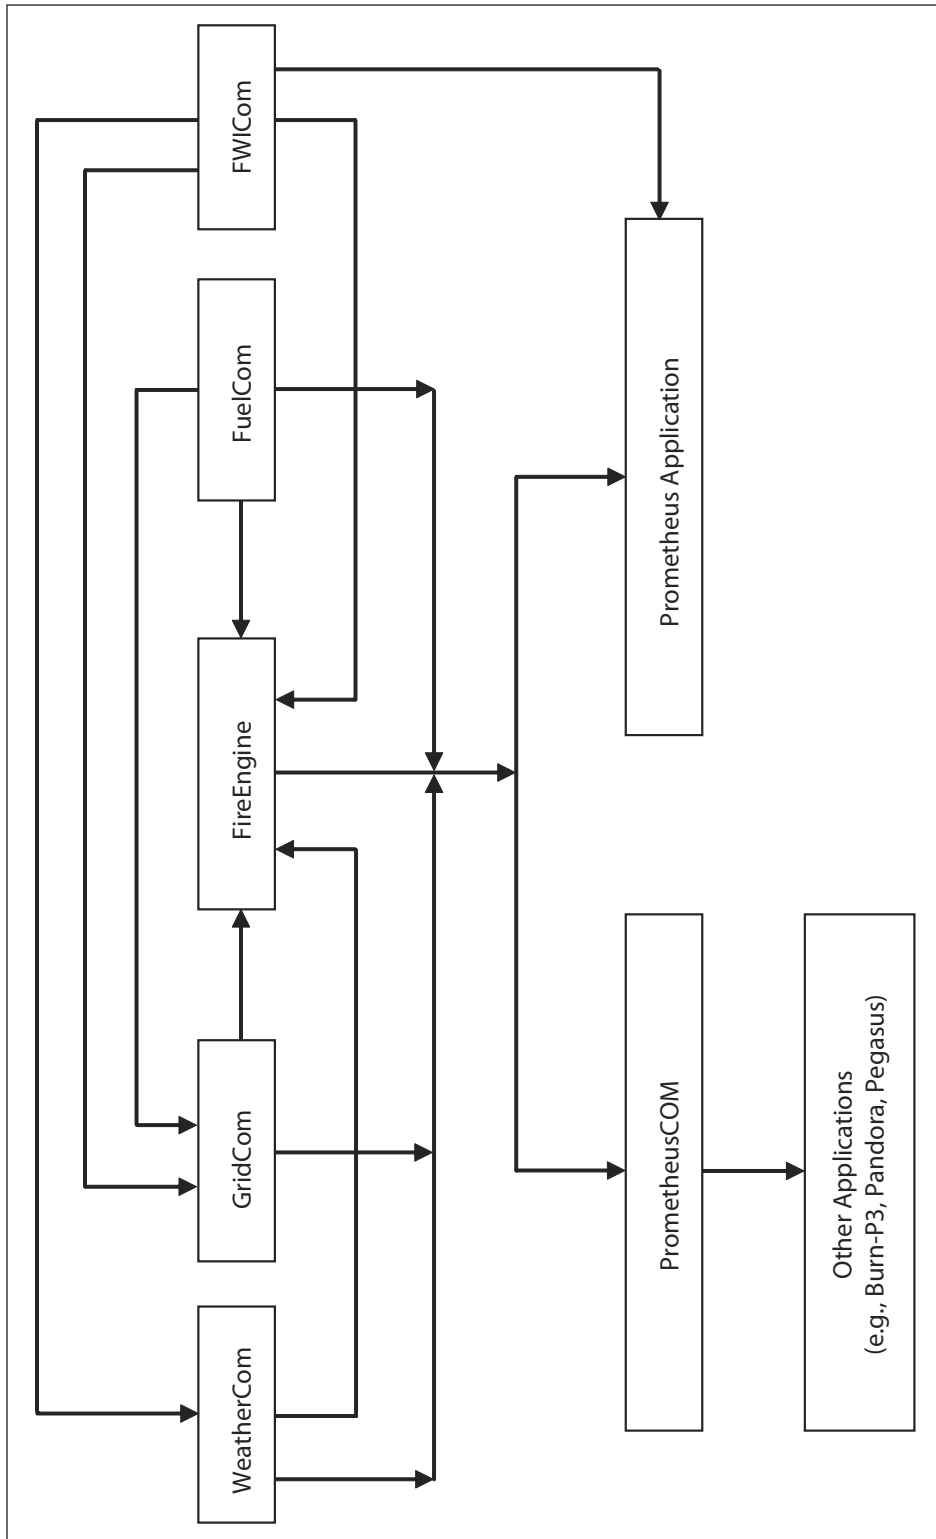 WeatherCom
GridCom
FireEngine
FuelCom
FWICom
PrometheusCOM
Prometheus Application
Other Applications
(e.g., Burn-P3, Pandora, Pegasus)